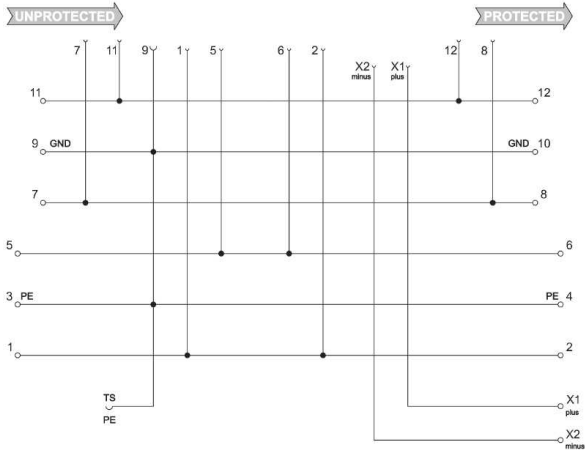 UNPROTECTED PROTECTED
7 11 9 1 5 6 2 12 8
X2 X1
minus plus
11 12
9 GND GND 10
7 8
5 6
3 PE PE 4
1 2
TS X1
plus
PE
X2
minus